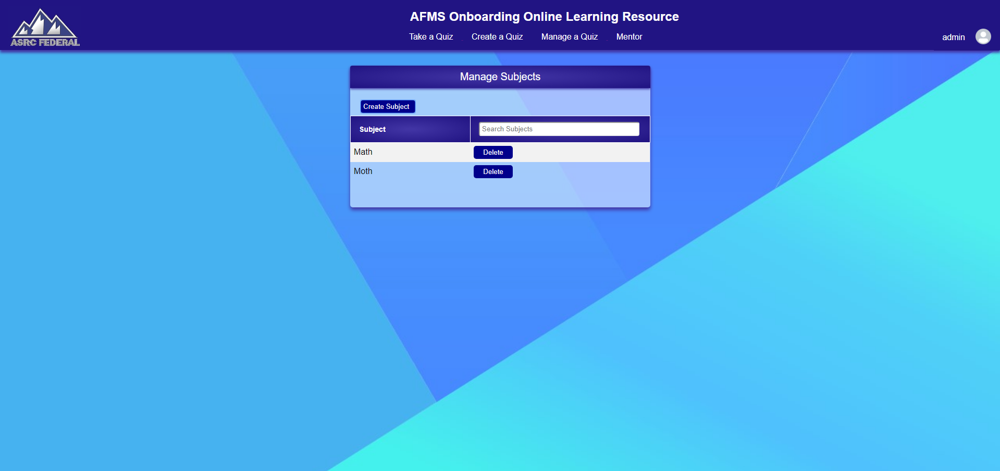 AFMS Onboarding Online Learning Resource
ASRC FEDERAL
Take a Quiz Create a Quiz Manage a Quiz Mentor
admin
Manage Subjects
Create Subject
Subject Search Subjects
Math Delete
Moth Delete